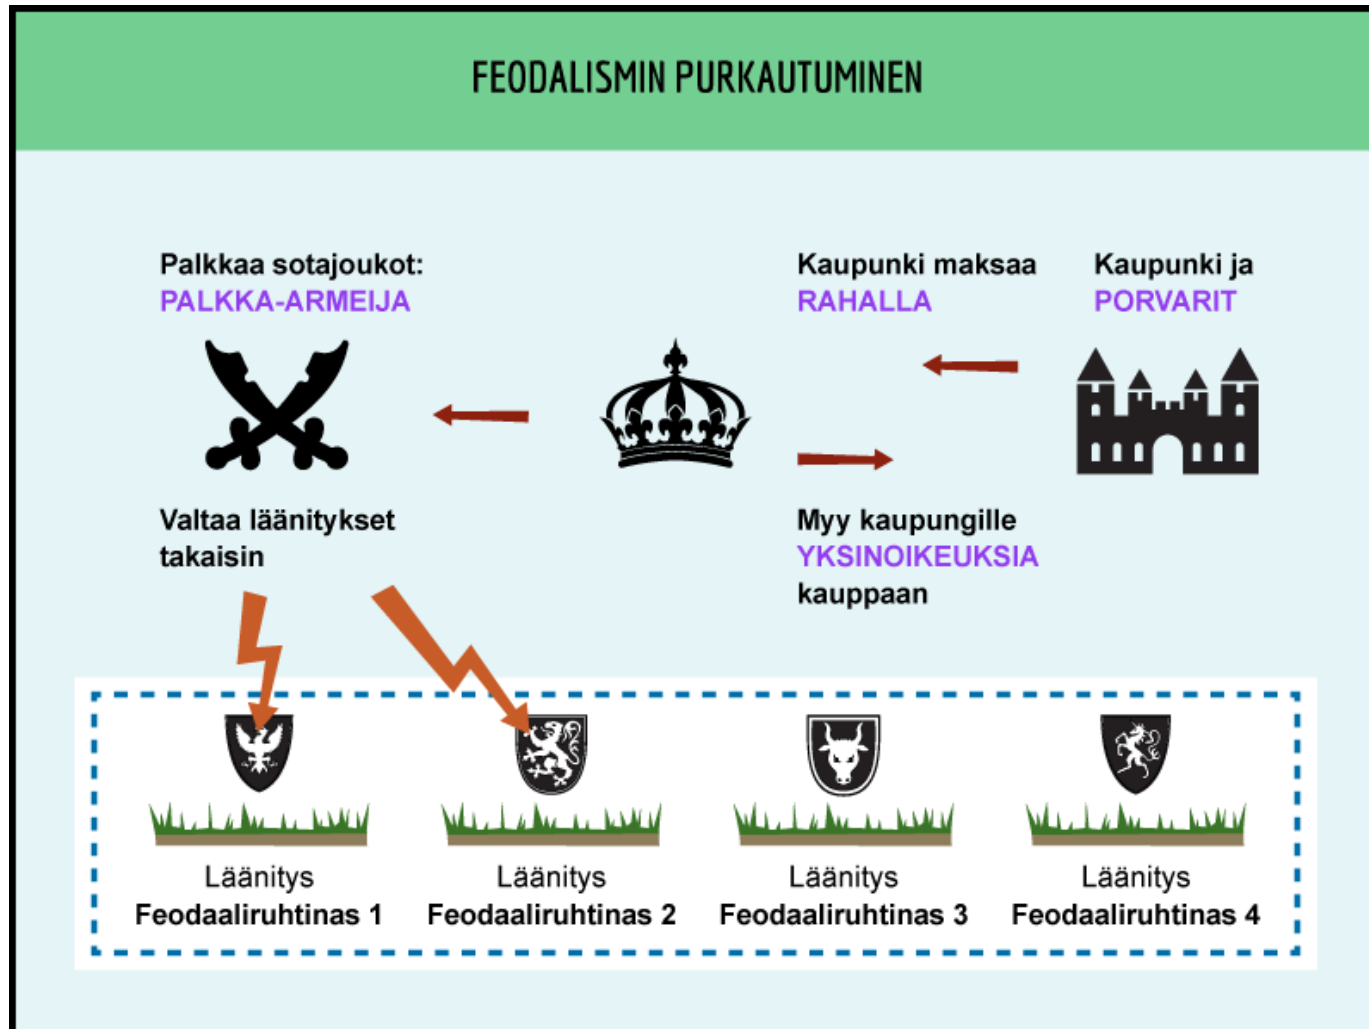 FEODALISMIN PURKAUTUMINEN
Palkkaa sotajoukot:
PALKKA-ARMEIJA
Kaupunki maksaa
RAHALLA
Kaupunki ja
PORVARIT
Valtaa läänitykset
takaisin
Myy kaupungille
YKSINOIKEUKSIA
kauppaan
Läänitys
Feodaaliruhtinas 1
Läänitys
Feodaaliruhtinas 2
Läänitys
Feodaaliruhtinas 3
Läänitys
Feodaaliruhtinas 4